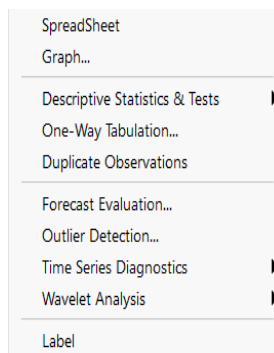 SpreadSheet
Graph...
Descriptive Statistics & Tests
One-Way Tabulation...
Duplicate Observations
Forecast Evaluation...
Outlier Detection...
Time Series Diagnostics
Wavelet Analysis
Label